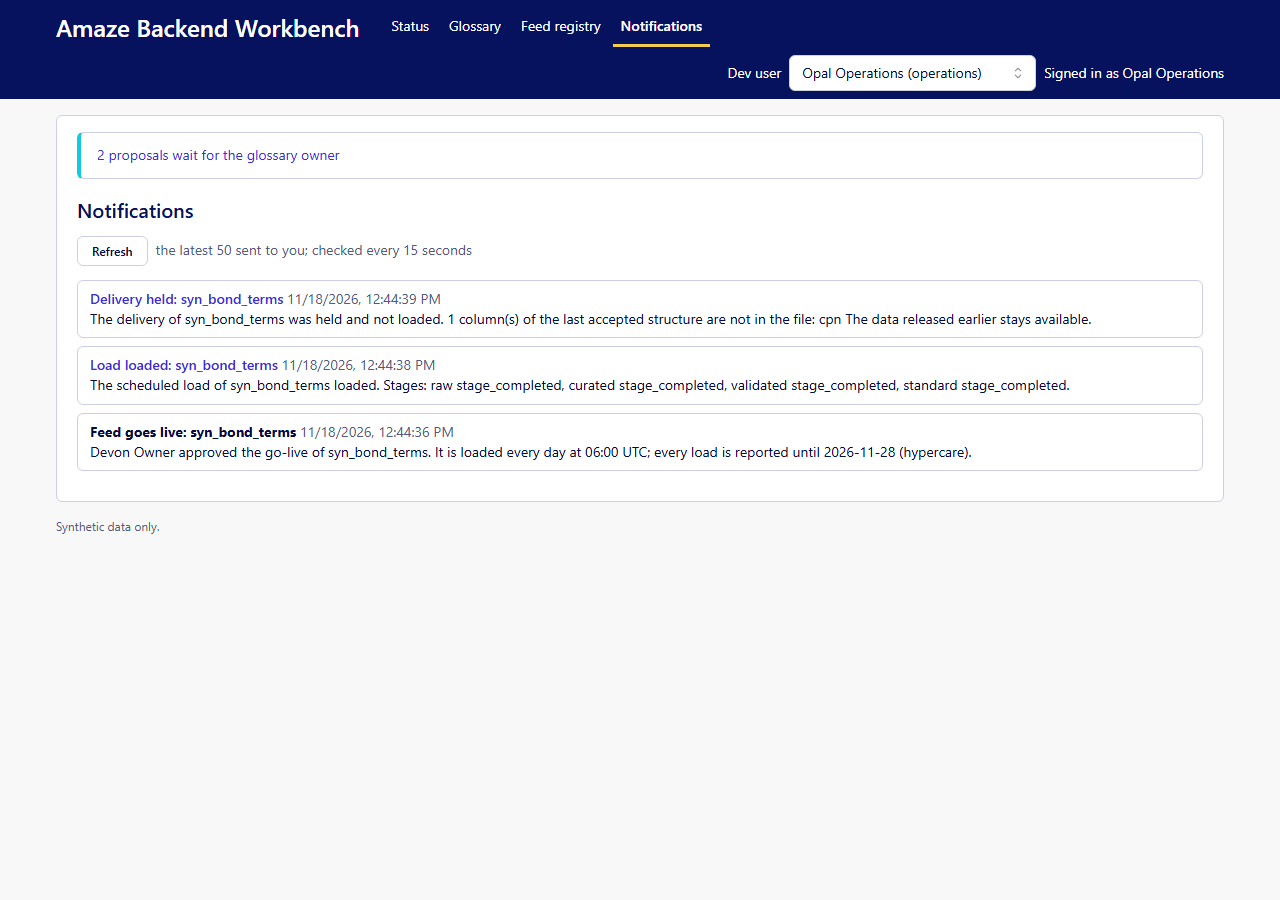 Amaze Backend Workbench
Status
Glossary
Feed registry
Notifications
Dev user
Opal Operations (operations)
Signed in as Opal Operations
2 proposals wait for the glossary owner
Notifications
Refresh
the latest 50 sent to you; checked every 15 seconds
Delivery held: syn_bond_terms 11/18/2026, 12:44:39 PM
The delivery of syn_bond_terms was held and not loaded. 1 column(s) of the last accepted structure are not in the file: cpn The data released earlier stays available.
Load loaded: syn_bond_terms 11/18/2026, 12:44:38 PM
The scheduled load of syn_bond_terms loaded. Stages: raw stage_completed, curated stage_completed, validated stage_completed, standard stage_completed.
Feed goes live: syn_bond_terms 11/18/2026, 12:44:36 PM
Devon Owner approved the go-live of syn_bond_terms. It is loaded every day at 06:00 UTC; every load is reported until 2026-11-28 (hypercare).
Synthetic data only.